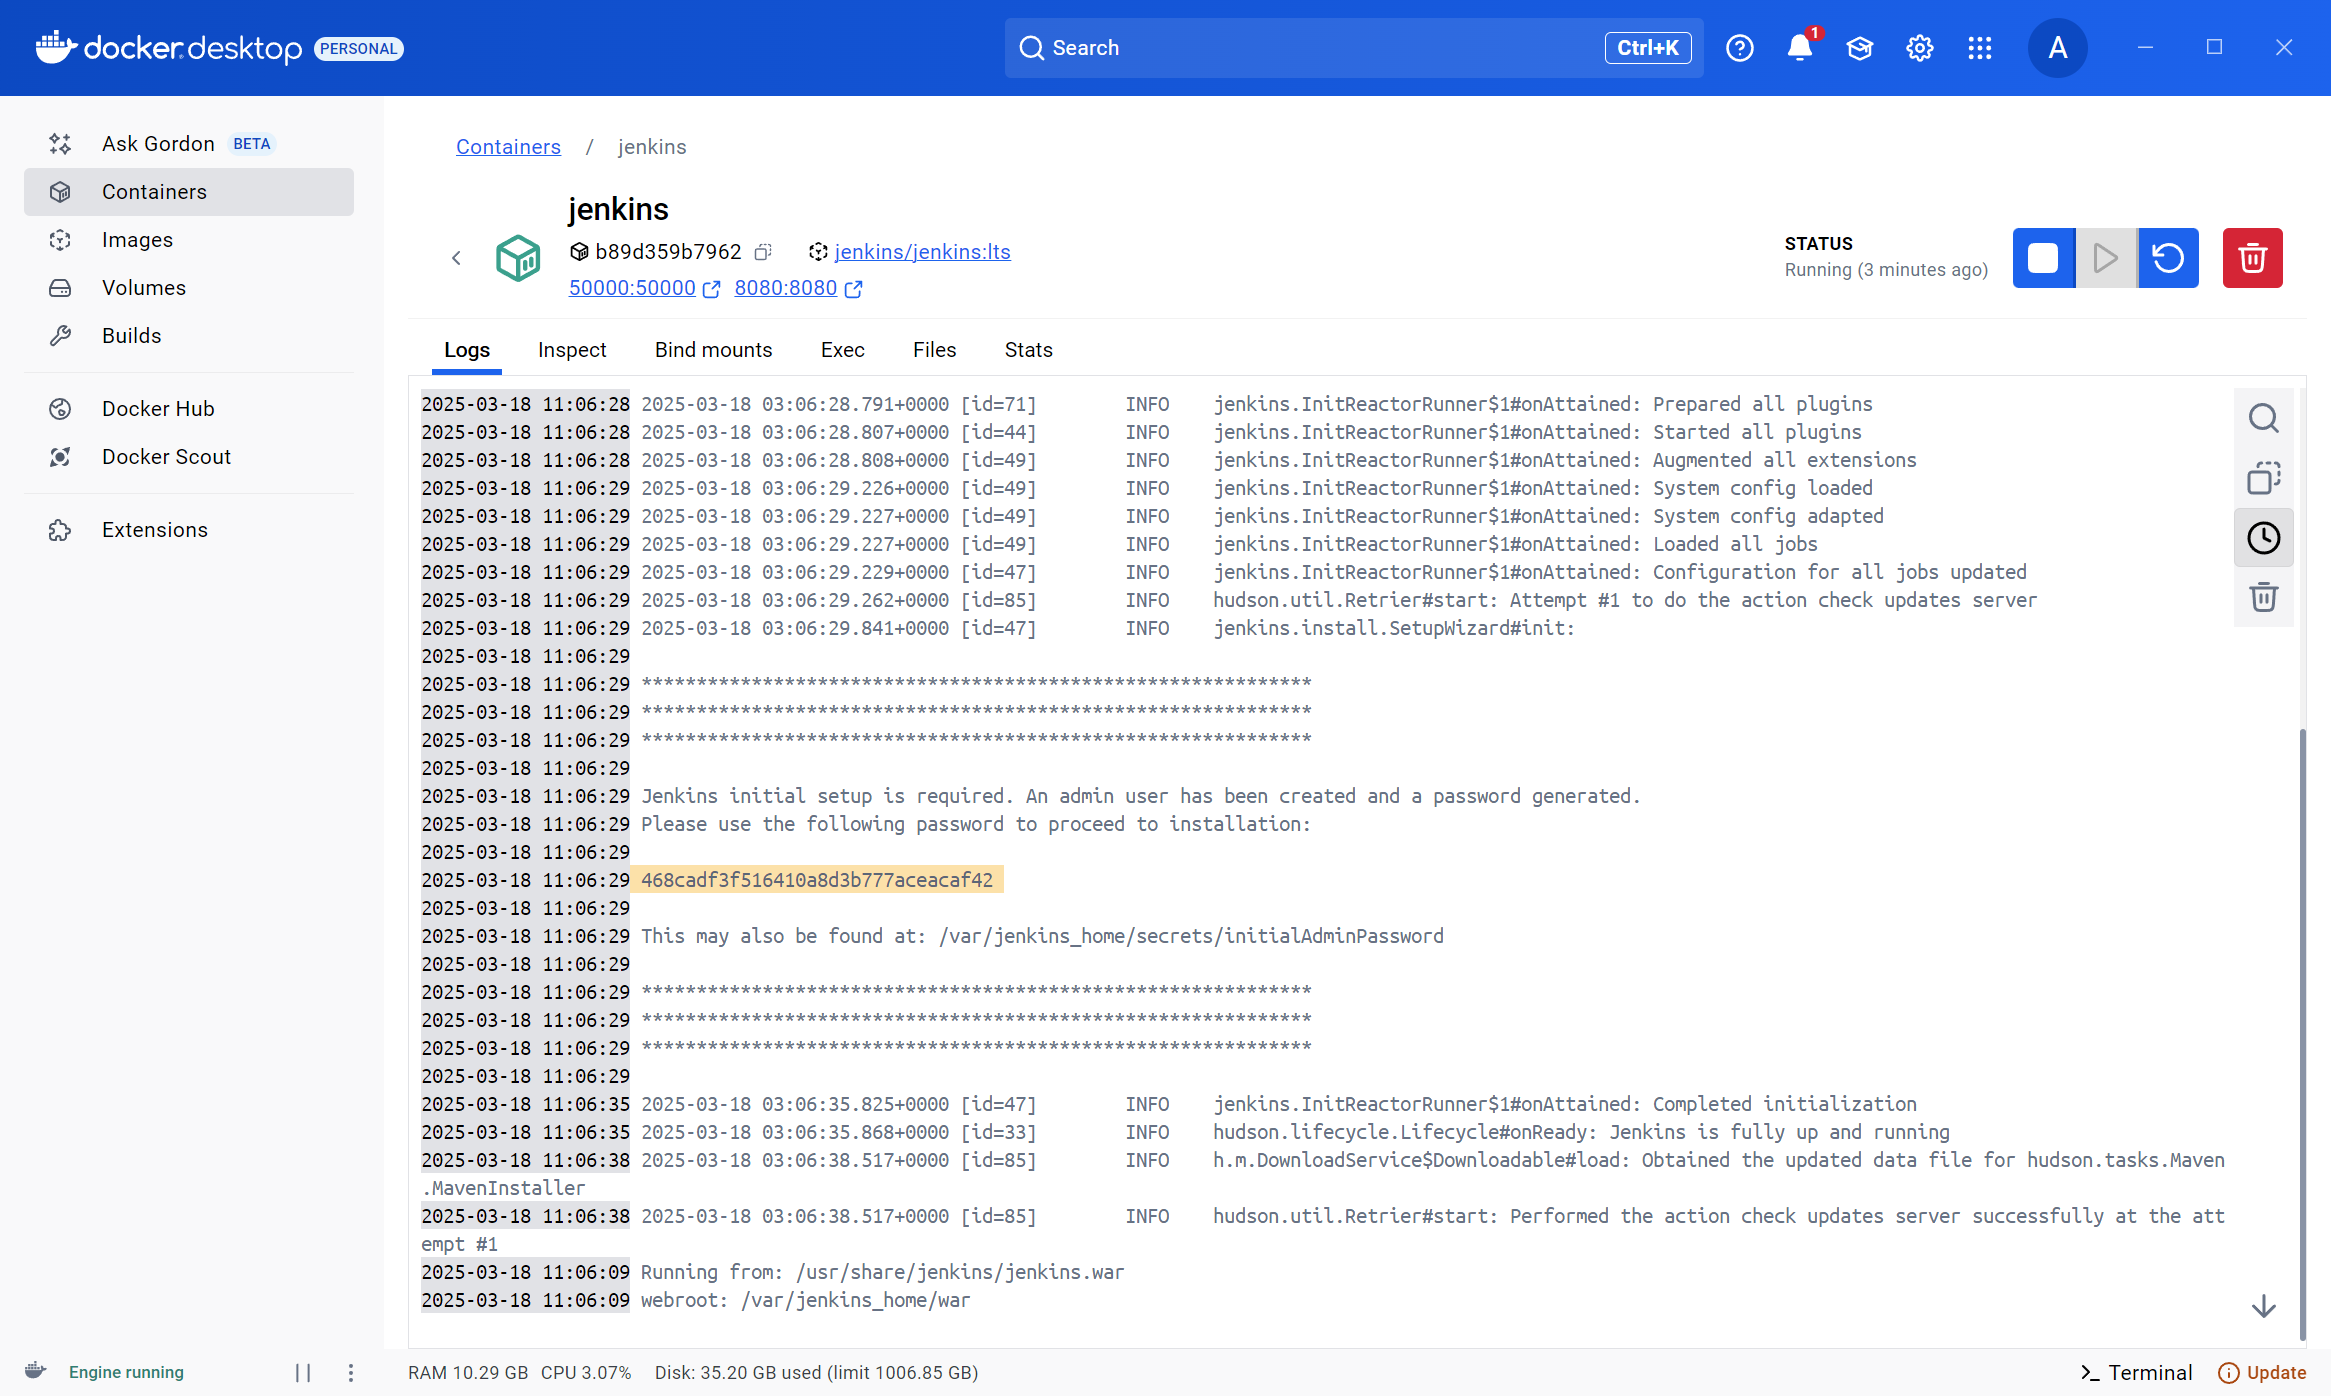 docker desktop PERSONAL
Search
Ctrl+K
1
A
Ask Gordon BETA
Containers
Images
Volumes
Builds
Docker Hub
Docker Scout
Extensions
Containers / jenkins
jenkins
b89d359b7962 jenkins/jenkins:lts
50000:50000 8080:8080
STATUS
Running (3 minutes ago)
Logs Inspect Bind mounts Exec Files Stats
2025-03-18 11:06:28 2025-03-18 03:06:28.791+0000 [id=71] INFO jenkins.InitReactorRunner$1#onAttained: Prepared all plugins
2025-03-18 11:06:28 2025-03-18 03:06:28.807+0000 [id=44] INFO jenkins.InitReactorRunner$1#onAttained: Started all plugins
2025-03-18 11:06:28 2025-03-18 03:06:28.808+0000 [id=49] INFO jenkins.InitReactorRunner$1#onAttained: Augmented all extensions
2025-03-18 11:06:29 2025-03-18 03:06:29.226+0000 [id=49] INFO jenkins.InitReactorRunner$1#onAttained: System config loaded
2025-03-18 11:06:29 2025-03-18 03:06:29.227+0000 [id=49] INFO jenkins.InitReactorRunner$1#onAttained: System config adapted
2025-03-18 11:06:29 2025-03-18 03:06:29.227+0000 [id=49] INFO jenkins.InitReactorRunner$1#onAttained: Loaded all jobs
2025-03-18 11:06:29 2025-03-18 03:06:29.229+0000 [id=47] INFO jenkins.InitReactorRunner$1#onAttained: Configuration for all jobs updated
2025-03-18 11:06:29 2025-03-18 03:06:29.262+0000 [id=85] INFO hudson.util.Retrier#start: Attempt #1 to do the action check updates server
2025-03-18 11:06:29 2025-03-18 03:06:29.841+0000 [id=47] INFO jenkins.install.SetupWizard#init:
2025-03-18 11:06:29
2025-03-18 11:06:29 *************************************************************
2025-03-18 11:06:29 *************************************************************
2025-03-18 11:06:29 *************************************************************
2025-03-18 11:06:29
2025-03-18 11:06:29 Jenkins initial setup is required. An admin user has been created and a password generated.
2025-03-18 11:06:29 Please use the following password to proceed to installation:
2025-03-18 11:06:29
2025-03-18 11:06:29 468cadf3f516410a8d3b777aceacaf42
2025-03-18 11:06:29
2025-03-18 11:06:29 This may also be found at: /var/jenkins_home/secrets/initialAdminPassword
2025-03-18 11:06:29
2025-03-18 11:06:29 *************************************************************
2025-03-18 11:06:29 *************************************************************
2025-03-18 11:06:29 *************************************************************
2025-03-18 11:06:29
2025-03-18 11:06:35 2025-03-18 03:06:35.825+0000 [id=47] INFO jenkins.InitReactorRunner$1#onAttained: Completed initialization
2025-03-18 11:06:35 2025-03-18 03:06:35.868+0000 [id=33] INFO hudson.lifecycle.Lifecycle#onReady: Jenkins is fully up and running
2025-03-18 11:06:38 2025-03-18 03:06:38.517+0000 [id=85] INFO h.m.DownloadService$Downloadable#load: Obtained the updated data file for hudson.tasks.Maven
.MavenInstaller
2025-03-18 11:06:38 2025-03-18 03:06:38.517+0000 [id=85] INFO hudson.util.Retrier#start: Performed the action check updates server successfully at the att
empt #1
2025-03-18 11:06:09 Running from: /usr/share/jenkins/jenkins.war
2025-03-18 11:06:09 webroot: /var/jenkins_home/war
Engine running
RAM 10.29 GB CPU 3.07% Disk: 35.20 GB used (limit 1006.85 GB)
Terminal
Update